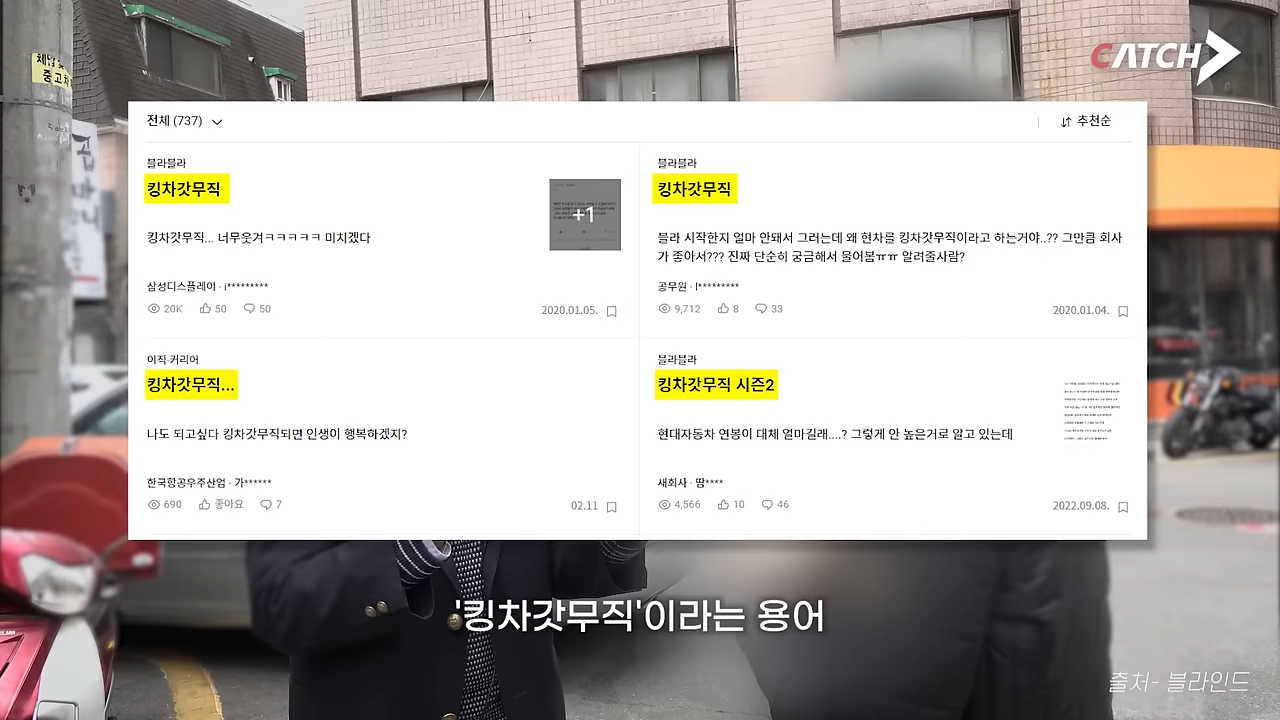 CATCH
전체 (737)
추천순
블라블라
킹차갓무직
킹차갓무직... 너무웃겨ㅋㅋㅋㅋㅋ 미치겠다
+1
삼성디스플레이 · i*********
20K 50 50
2020.01.05.
블라블라
킹차갓무직
블라 시작한지 얼마 안돼서 그러는데 왜 현차를 킹차갓무직이라고 하는거야..?? 그만큼 회사
가 좋아서??? 진짜 단순히 궁금해서 물어봄ㅠㅠ 알려줄사람?
공무원 · l*********
9,712 8 33
2020.01.04.
이직·커리어
킹차갓무직...
나도 되고싶다 킹차갓무직되면 인생이 행복하겠지?
한국항공우주산업 · 가******
690 좋아요 7
02.11
블라블라
킹차갓무직 시즌2
현대자동차 연봉이 대체 얼마길래....? 그렇게 안 높은거로 알고 있는데
새회사 · 땀****
4,566 10 46
2022.09.08.
'킹차갓무직'이라는 용어
출처- 블라인드